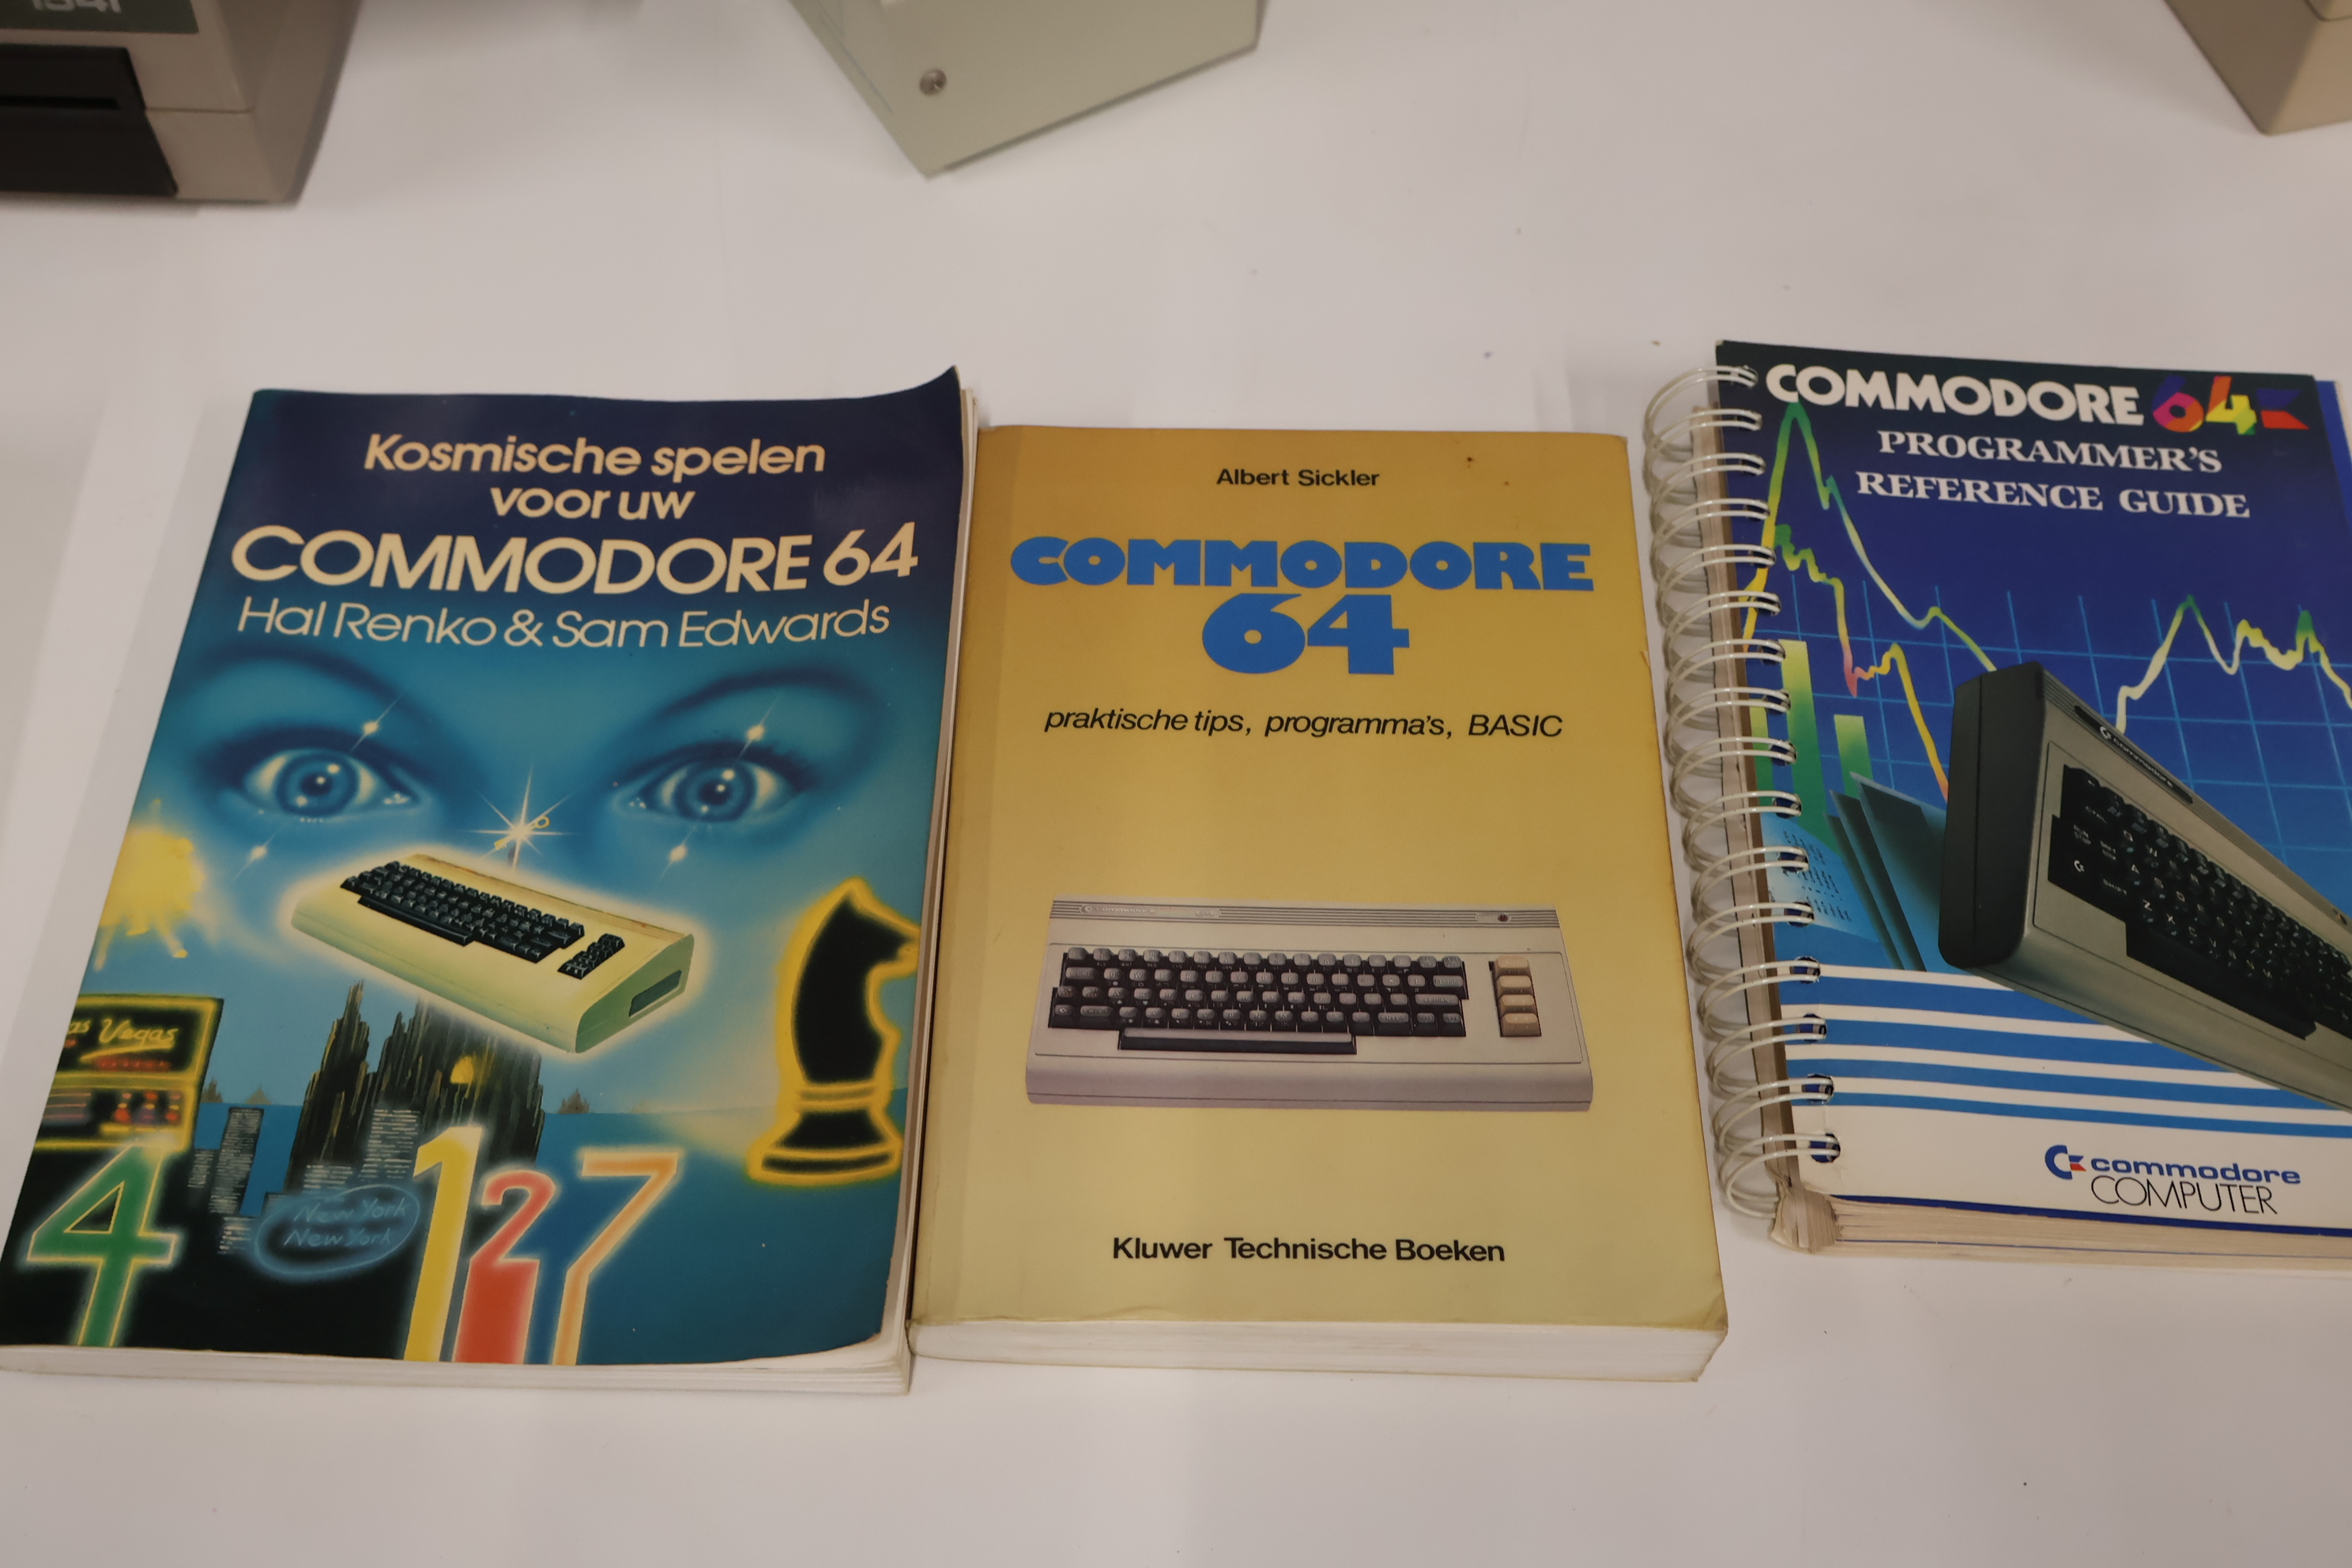 1541
Kosmische spelen
voor uw
COMMODORE 64
Hal Renko & Sam Edwards
Vegas
New York
New York
4
127
Albert Sickler
COMMODORE
64
praktische tips, programma's, BASIC
Kluwer Technische Boeken
COMMODORE 64
PROGRAMMER'S
REFERENCE GUIDE
commodore
COMPUTER